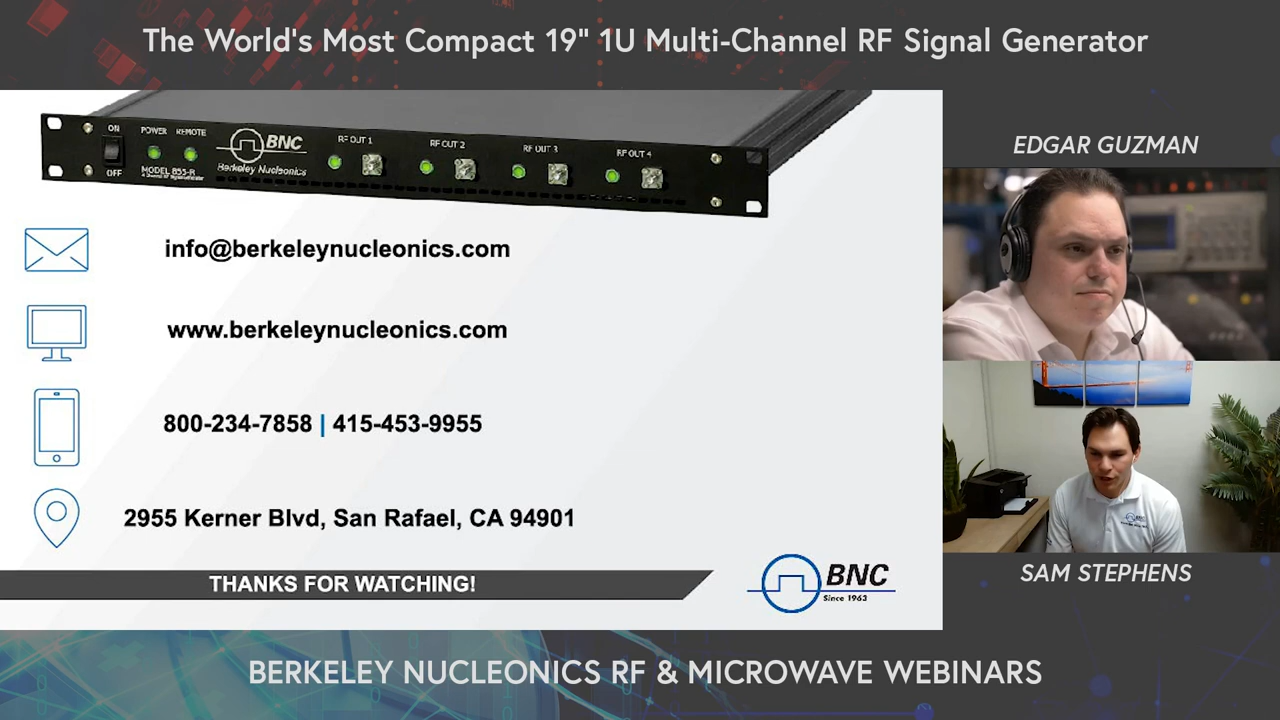 The World's Most Compact 19" 1U Multi-Channel RF Signal Generator
EDGAR GUZMAN
ON
OFF
POWER REMOTE
BNC
Berkeley Nucleonics
MODEL 855-R
RF OUT 1
RF OUT 2
RF OUT 3
RF OUT 4
info@berkeleynucleonics.com
www.berkeleynucleonics.com
800-234-7858 | 415-453-9955
2955 Kerner Blvd, San Rafael, CA 94901
THANKS FOR WATCHING!
BNC
Since 1963
BNC
SAM STEPHENS
BERKELEY NUCLEONICS RF & MICROWAVE WEBINARS